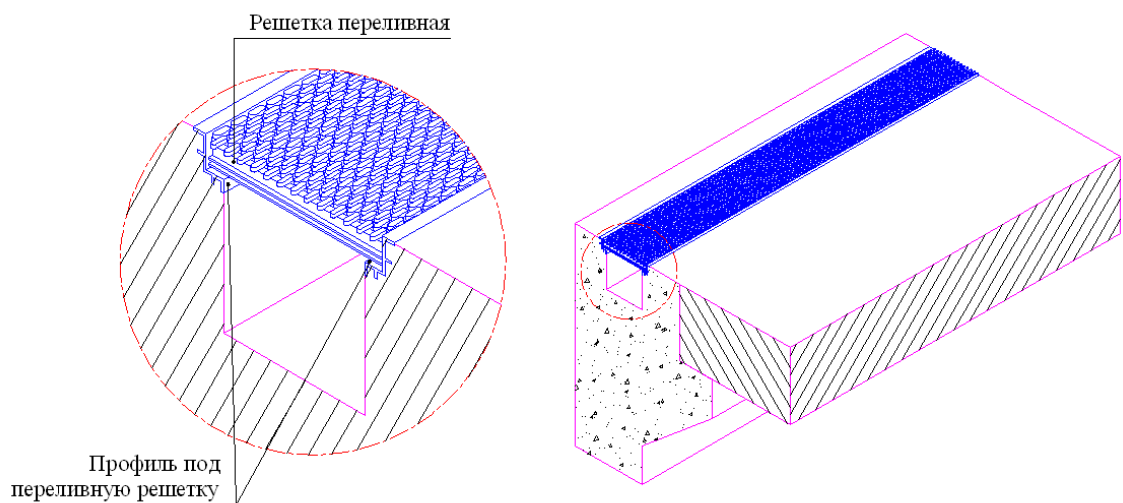 Решетка переливная
Профиль под
переливную решетку